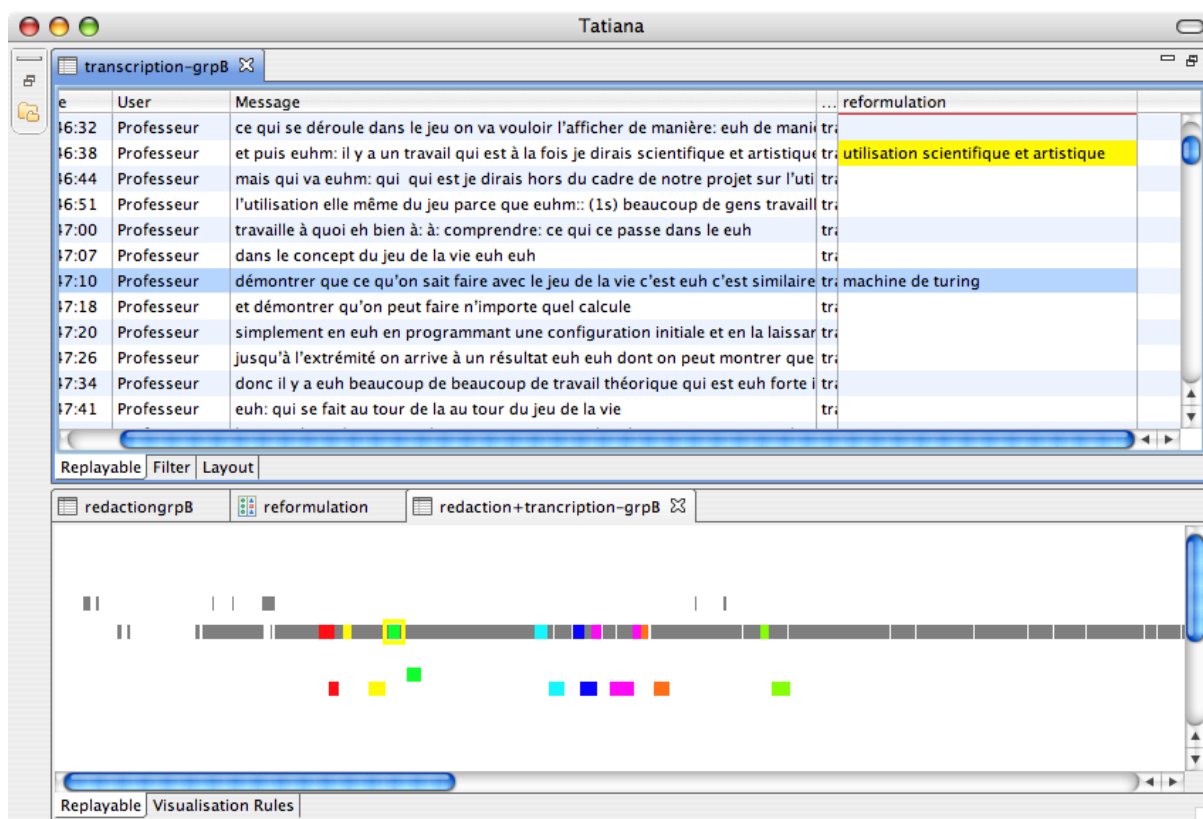 Tatiana
transcription-grpB
e User Message ... reformulation
46:32 Professeur ce qui se déroule dans le jeu on va vouloir l'afficher de manière: euh de mani
46:38 Professeur et puis euhm: il y a un travail qui est à la fois je dirais scientifique et artistique tra utilisation scientifique et artistique
46:44 Professeur mais qui va euhm: qui qui est je dirais hors du cadre de notre projet sur l'uti tra
46:51 Professeur l'utilisation elle même du jeu parce que euhm:: (1s) beaucoup de gens travaill tra
47:00 Professeur travaille à quoi eh bien à: à: comprendre: ce qui ce passe dans le euh tra
47:07 Professeur dans le concept du jeu de la vie euh euh tra
47:10 Professeur démontrer que ce qu'on sait faire avec le jeu de la vie c'est euh c'est similaire tra machine de turing
47:18 Professeur et démontrer qu'on peut faire n'importe quel calcule tra
47:20 Professeur simplement en euh en programmant une configuration initiale et en la laissar tra
47:26 Professeur jusqu'à l'extrémité on arrive à un résultat euh euh dont on peut montrer que tra
47:34 Professeur donc il y a euh beaucoup de beaucoup de travail théorique qui est euh forte i tra
47:41 Professeur euh: qui se fait au tour de la au tour du jeu de la vie tra
Replayable Filter Layout
redactiongrpB reformulation redaction+trancription-grpB
Replayable Visualisation Rules